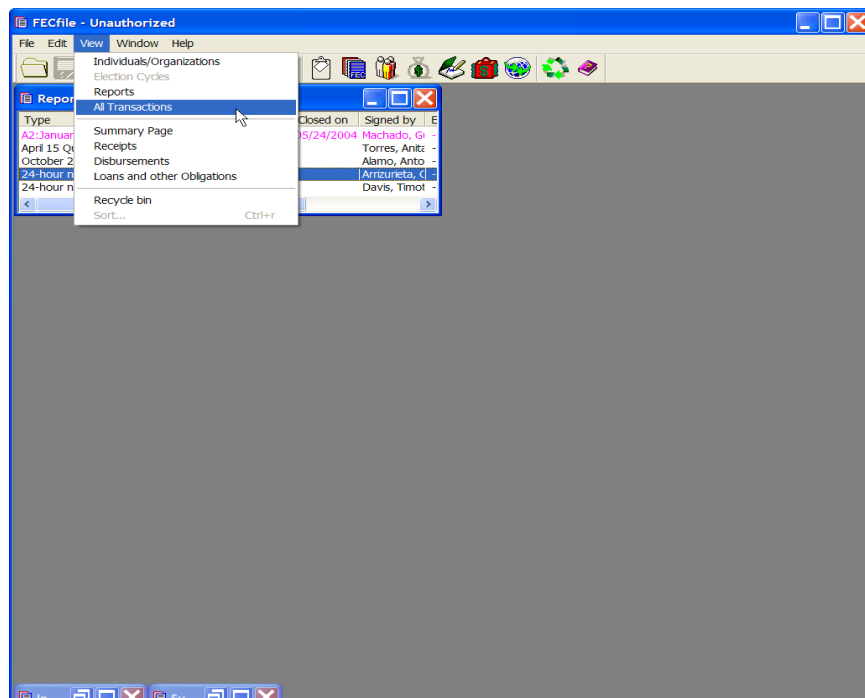 FECfile - Unauthorized
File Edit View Window Help
Individuals/Organizations
Election Cycles
Reports
All Transactions
Summary Page
Receipts
Disbursements
Loans and other Obligations
Recycle bin
Sort... Ctrl+r
FEC
Repor
Type Closed on Signed by E
A2:Januar 05/24/2004 Machado, G
April 15 Q Torres, Anita -
October 2 Alamo, Anto -
24-hour n Arrizurieta, C -
24-hour n Davis, Timot -